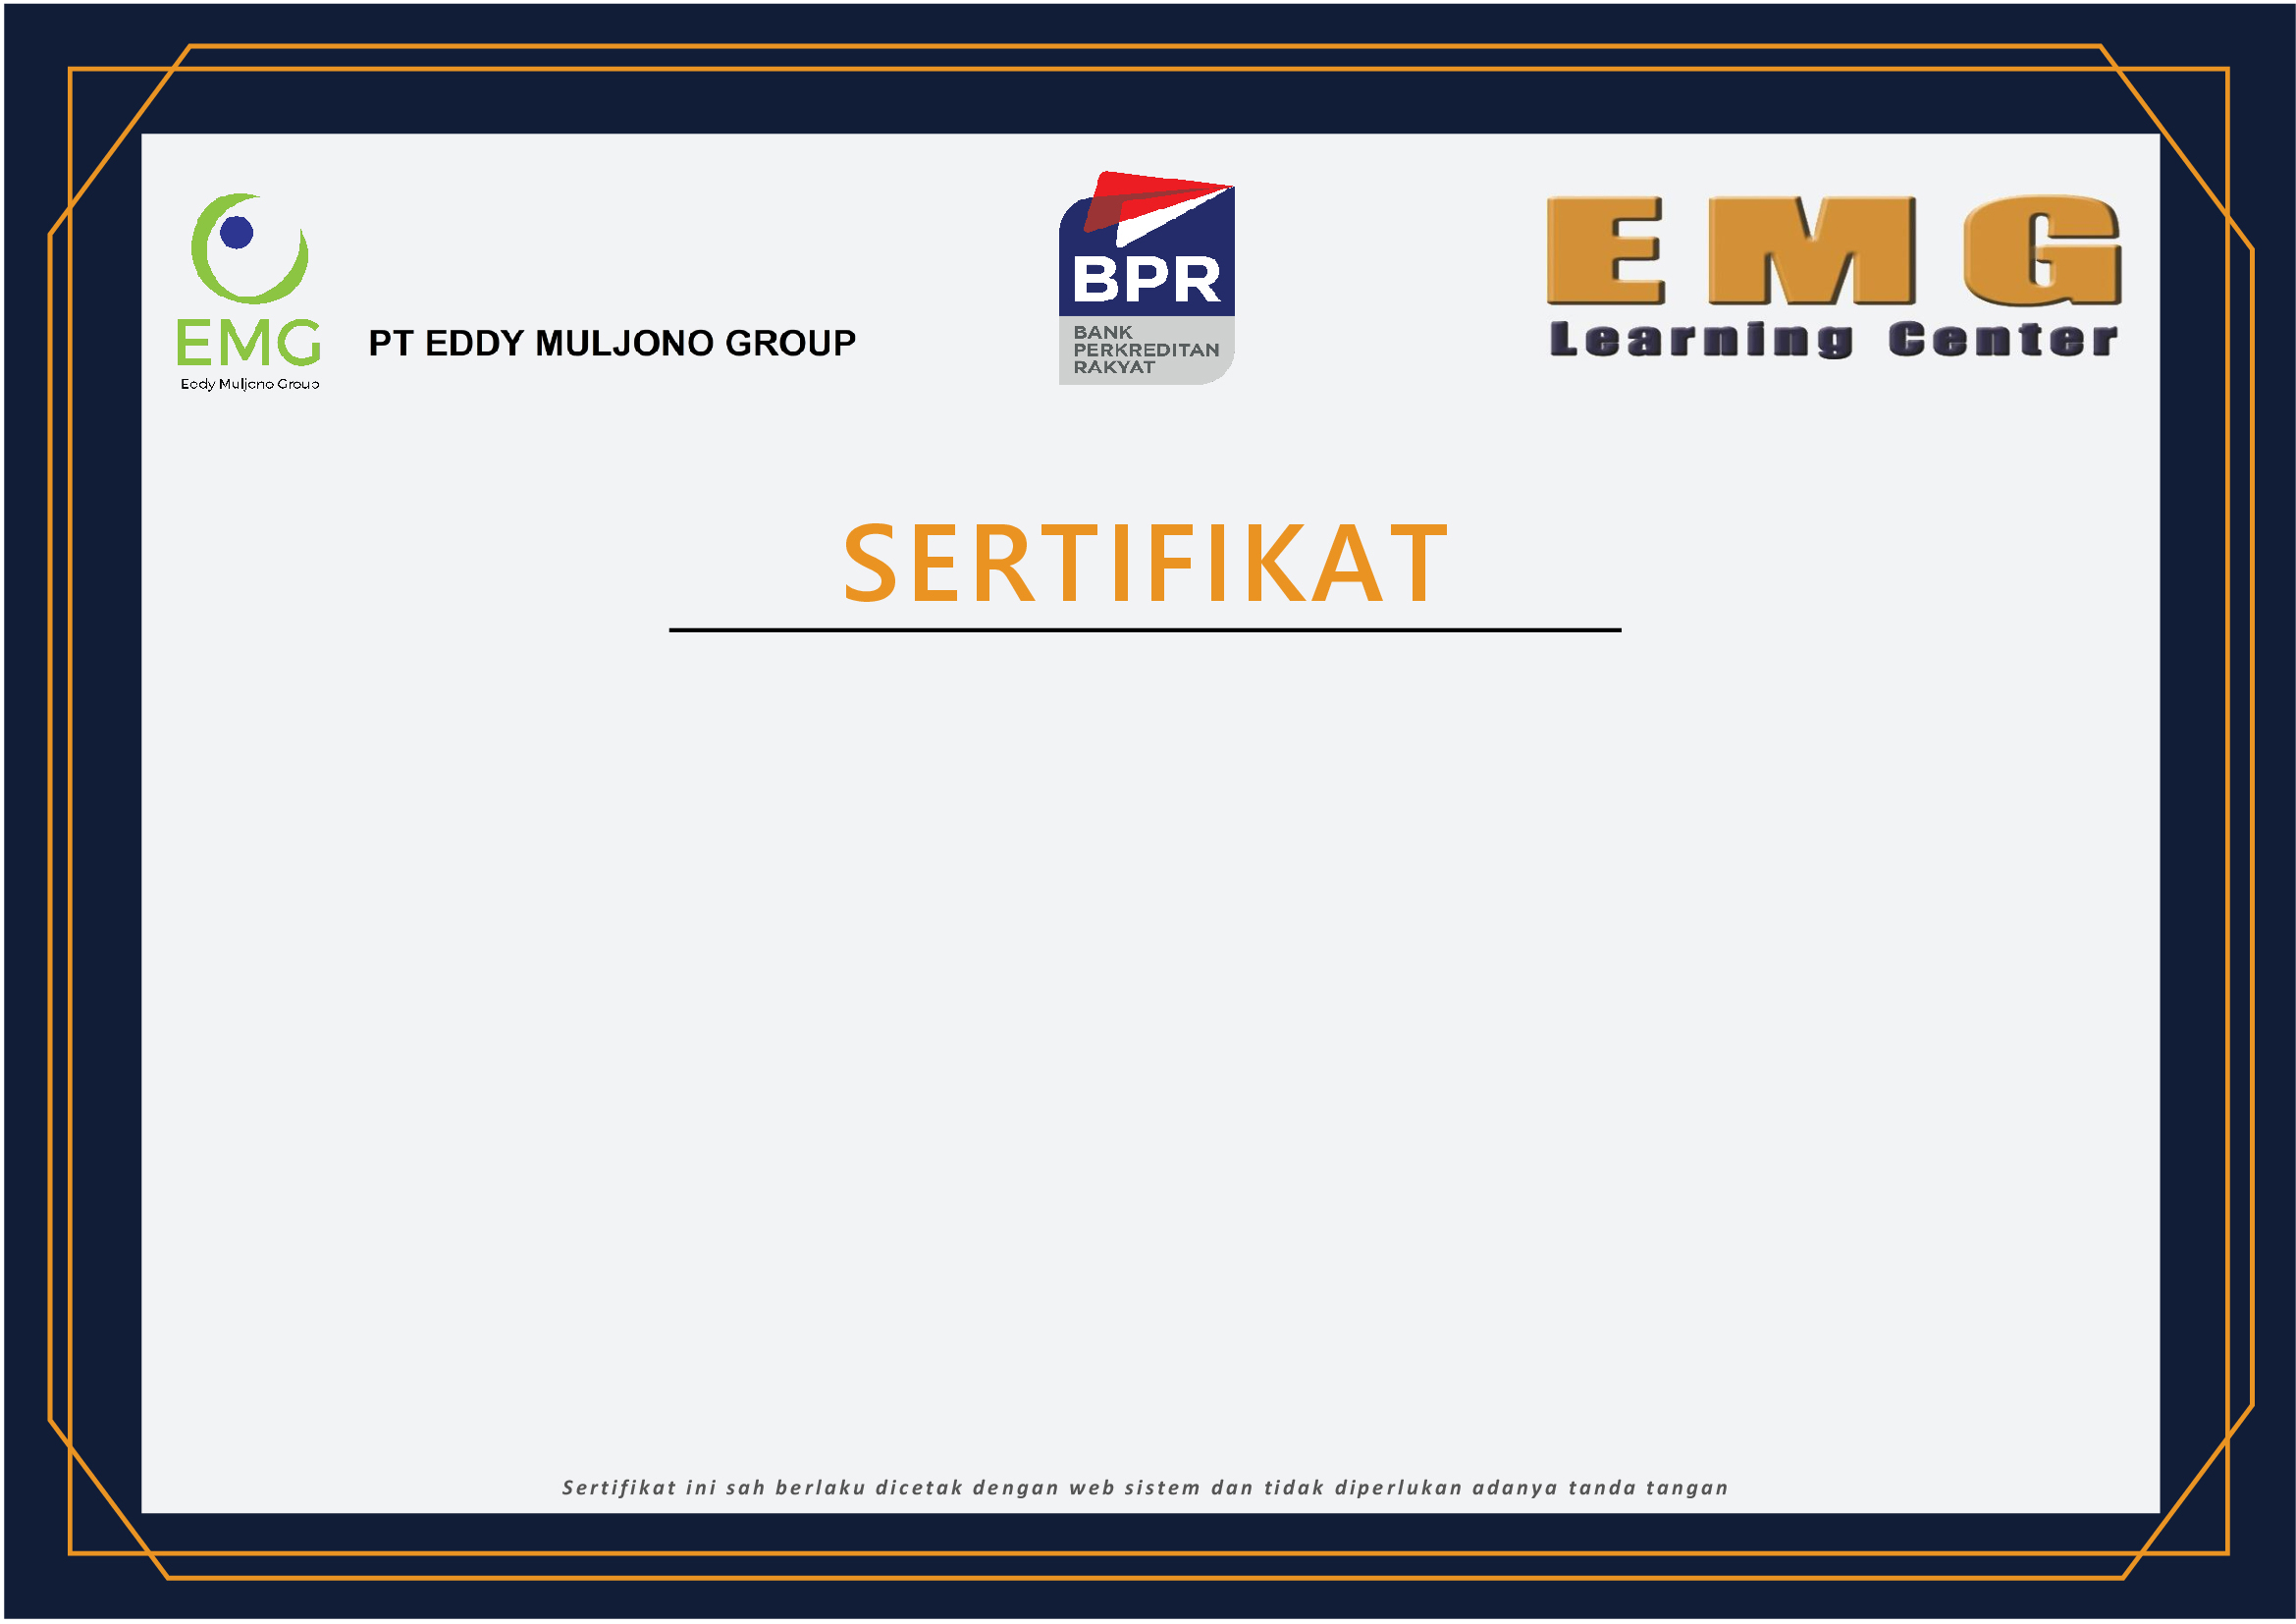 EMG
Eddy Muljono Group
PT EDDY MULJONO GROUP
BPR
BANK
PERKREDITAN
RAKYAT
EMG
Learning Center
SERTIFIKAT
Sertifikat ini sah berlaku dicetak dengan web sistem dan tidak diperlukan adanya tanda tangan